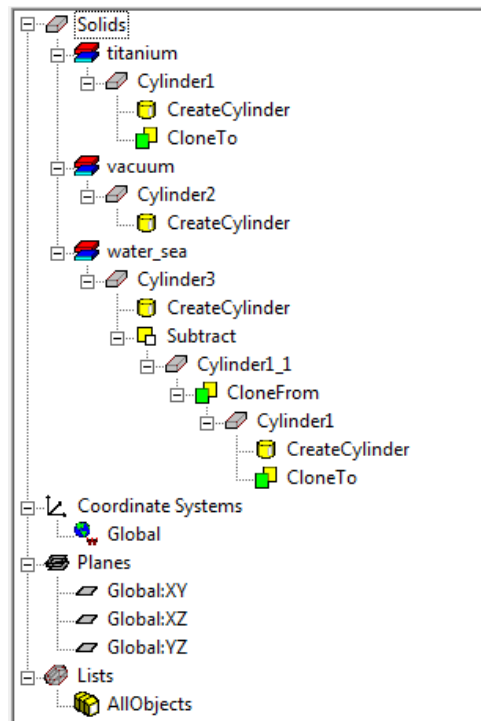 Solids
titanium
Cylinder1
CreateCylinder
CloneTo
vacuum
Cylinder2
CreateCylinder
water_sea
Cylinder3
CreateCylinder
Subtract
Cylinder1_1
CloneFrom
Cylinder1
CreateCylinder
CloneTo
Coordinate Systems
Global
Planes
Global:XY
Global:XZ
Global:YZ
Lists
AllObjects